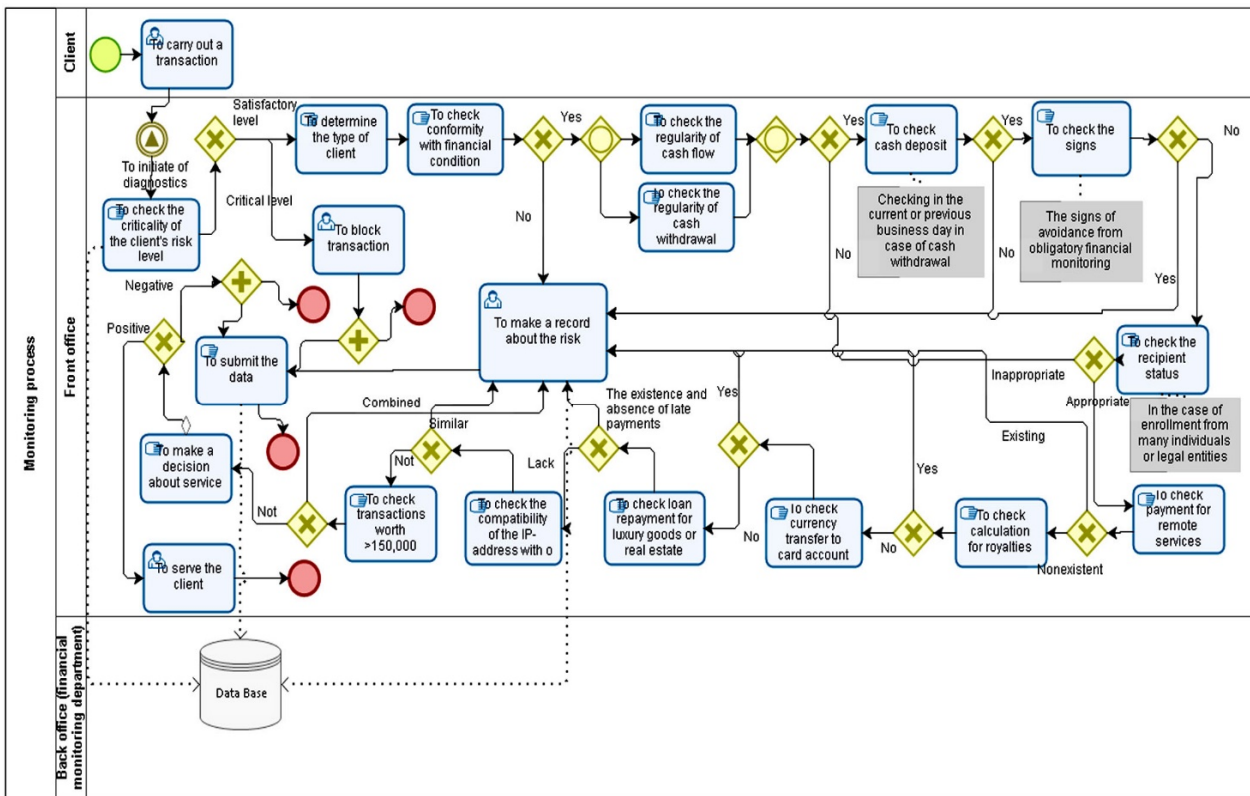 Monitoring process
Client
To carry out a
transaction
Front office
To initiate of
diagnostics
To check the
criticality of
the client's risk
level
Satisfactory
level
Critical level
To determine
the type of
client
To check
conformity
with financial
condition
Yes
No
To check the
regularity of
cash flow
To check the
regularity of
cash withdrawal
Yes
No
To check
cash deposit
Checking in the
current or previous
business day in
case of cash
withdrawal
Yes
No
To check the
signs
The signs of
avoidance from
obligatory financial
monitoring
No
Yes
To block
transaction
Negative
Positive
To submit the
data
To make a record
about the risk
To check the
recipient
status
Inappropriate
Appropriate
In the case of
enrollment from
many individuals
or legal entities
Existing
Nonexistent
To check
payment for
remote
services
To check
calculation
for royalties
Yes
No
To check
currency
transfer to
card account
Yes
No
To check loan
repayment for
luxury goods or
real estate
The existence and
absence of late
payments
Lack
To check the
compatibility
of the IP-
address with o
Similar
Not
Combined
To check
transactions
worth
>150,000
Not
To make a
decision
about service
To serve the
client
Back office (financial
monitoring department)
Data Base